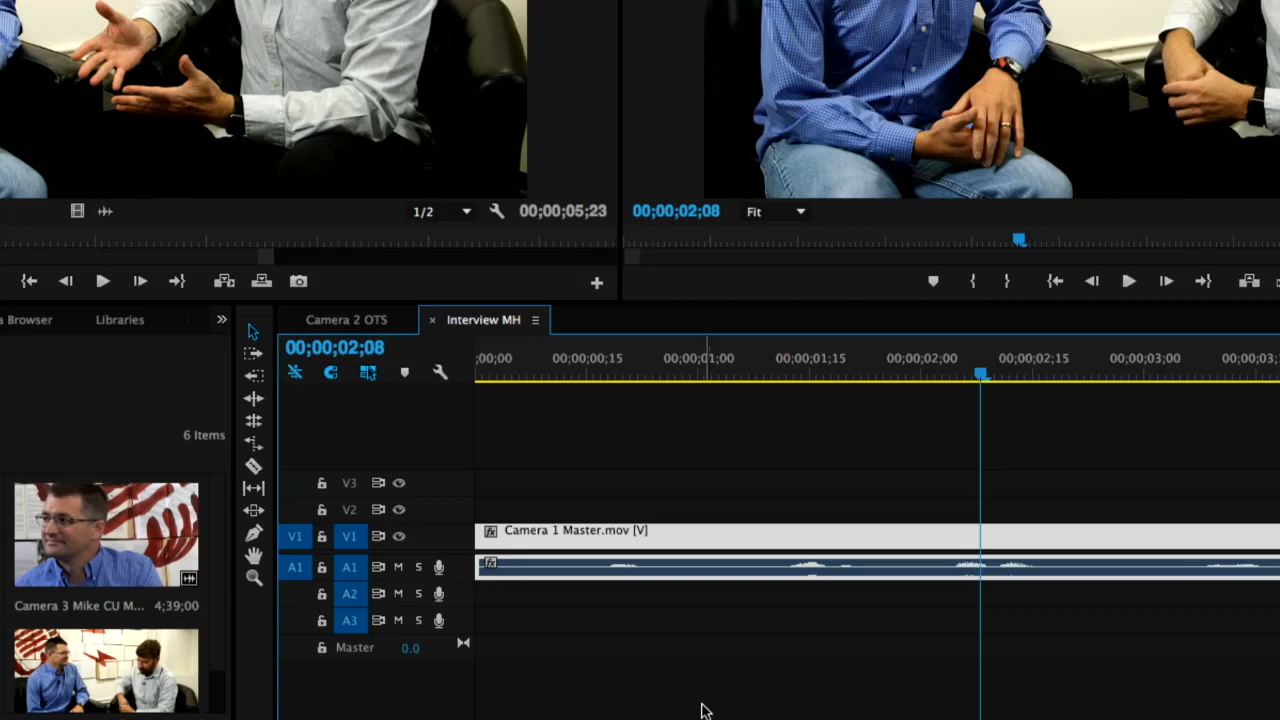 1/2
00;00;05;23
00;00;02;08
Fit
a Browser
Libraries
Camera 2 OTS
× Interview MH
00;00;02;08
;00;00
00;00;00;15
00;00;01;00
00;00;01;15
00;00;02;00
00;00;02;15
00;00;03;00
00;00;03;
6 Items
V3
V2
V1 V1
Camera 1 Master.mov [V]
fx
A1 A1 M S
fx
A2 M S
A3 M S
Master 0.0
Camera 3 Mike CU M... 4;39;00